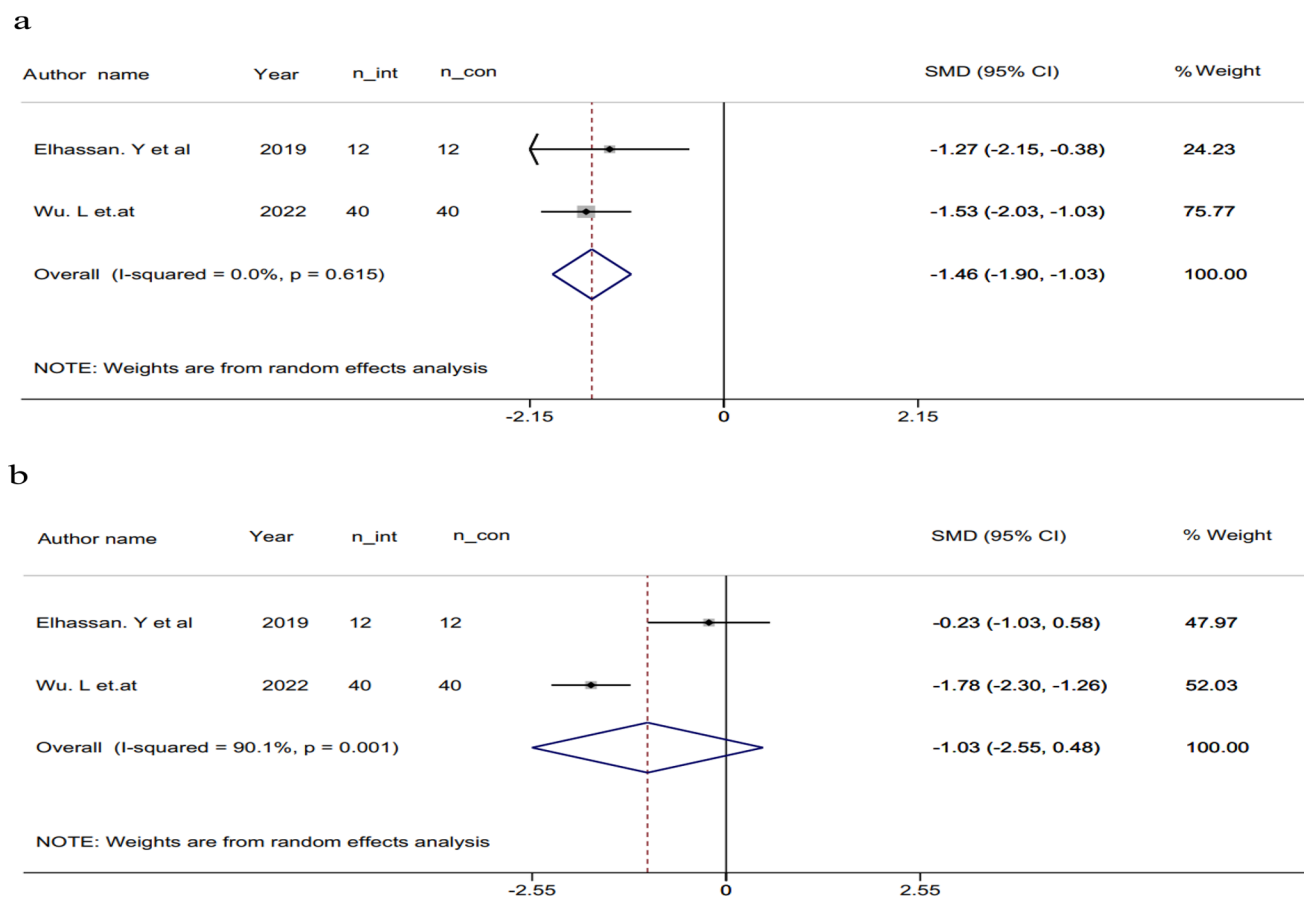 a
Author name Year n_int n_con SMD (95% CI) % Weight
Elhassan. Y et al 2019 12 12 -1.27 (-2.15, -0.38) 24.23
Wu. L et.at 2022 40 40 -1.53 (-2.03, -1.03) 75.77
Overall (I-squared = 0.0%, p = 0.615) -1.46 (-1.90, -1.03) 100.00
NOTE: Weights are from random effects analysis
-2.15 0 2.15
b
Author name Year n_int n_con SMD (95% CI) % Weight
Elhassan. Y et al 2019 12 12 -0.23 (-1.03, 0.58) 47.97
Wu. L et.at 2022 40 40 -1.78 (-2.30, -1.26) 52.03
Overall (I-squared = 90.1%, p = 0.001) -1.03 (-2.55, 0.48) 100.00
NOTE: Weights are from random effects analysis
-2.55 0 2.55